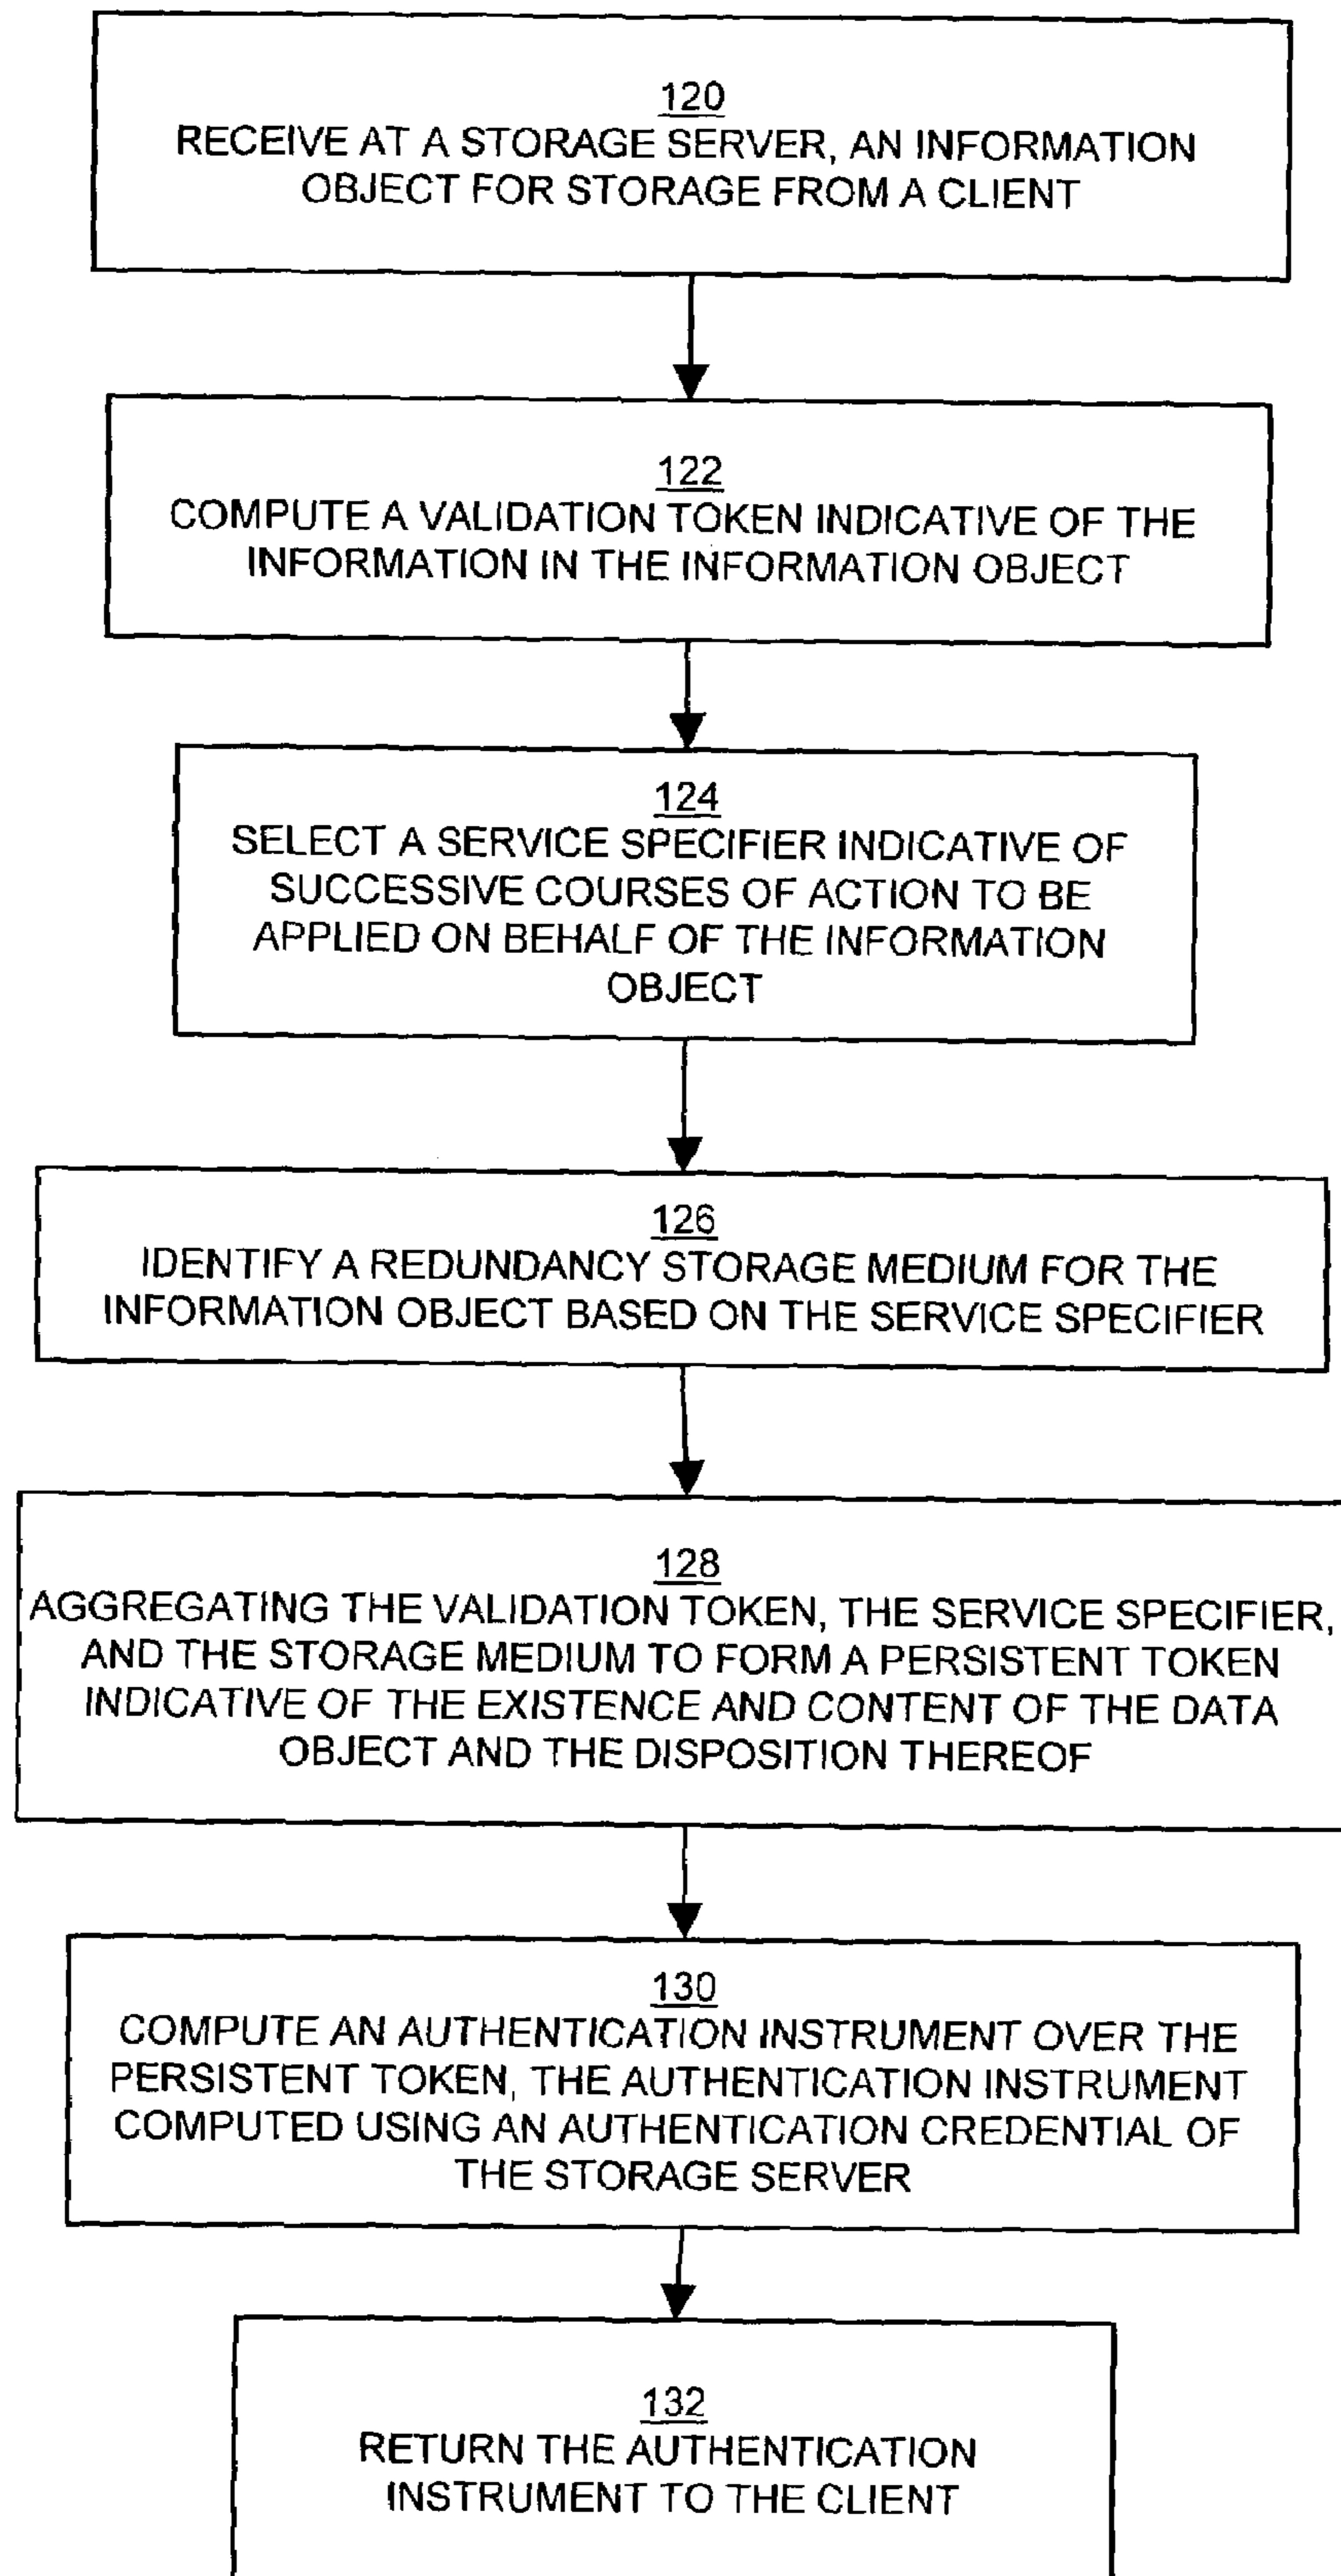 120
RECEIVE AT A STORAGE SERVER, AN INFORMATION
OBJECT FOR STORAGE FROM A CLIENT
122
COMPUTE A VALIDATION TOKEN INDICATIVE OF THE
INFORMATION IN THE INFORMATION OBJECT
124
SELECT A SERVICE SPECIFIER INDICATIVE OF
SUCCESSIVE COURSES OF ACTION TO BE
APPLIED ON BEHALF OF THE INFORMATION
OBJECT
126
IDENTIFY A REDUNDANCY STORAGE MEDIUM FOR THE
INFORMATION OBJECT BASED ON THE SERVICE SPECIFIER
128
AGGREGATING THE VALIDATION TOKEN, THE SERVICE SPECIFIER,
AND THE STORAGE MEDIUM TO FORM A PERSISTENT TOKEN
INDICATIVE OF THE EXISTENCE AND CONTENT OF THE DATA
OBJECT AND THE DISPOSITION THEREOF
130
COMPUTE AN AUTHENTICATION INSTRUMENT OVER THE
PERSISTENT TOKEN, THE AUTHENTICATION INSTRUMENT
COMPUTED USING AN AUTHENTICATION CREDENTIAL OF
THE STORAGE SERVER
132
RETURN THE AUTHENTICATION
INSTRUMENT TO THE CLIENT